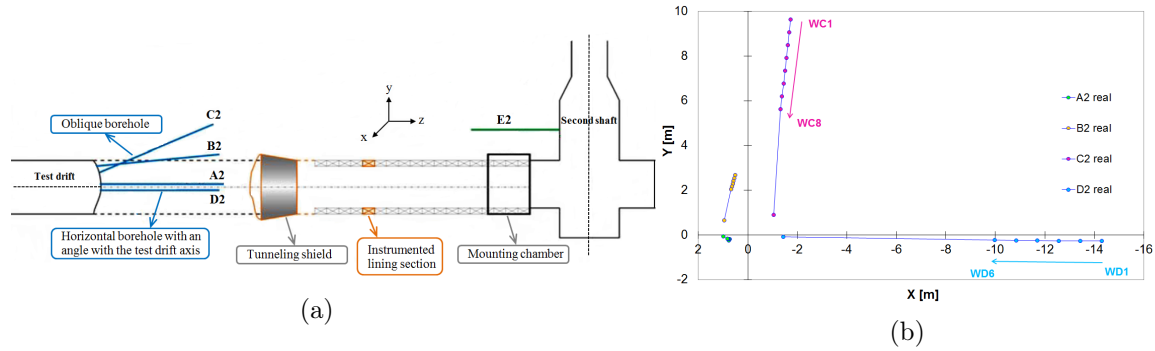 C2
Oblique borehole
B2
Test drift
A2
D2
Horizontal borehole with an
angle with the test drift axis
y
z
x
E2
Second shaft
Tunneling shield
Instrumented
lining section
Mounting chamber
(a)
b)
10
8
6
4
2
0
-2
Y [m]
WC1
WC8
A2 real
B2 real
C2 real
D2 real
2
0
-2
-4
-6
-8
-10
-12
-14
-16
WD6
WD1
X [m]
(b)